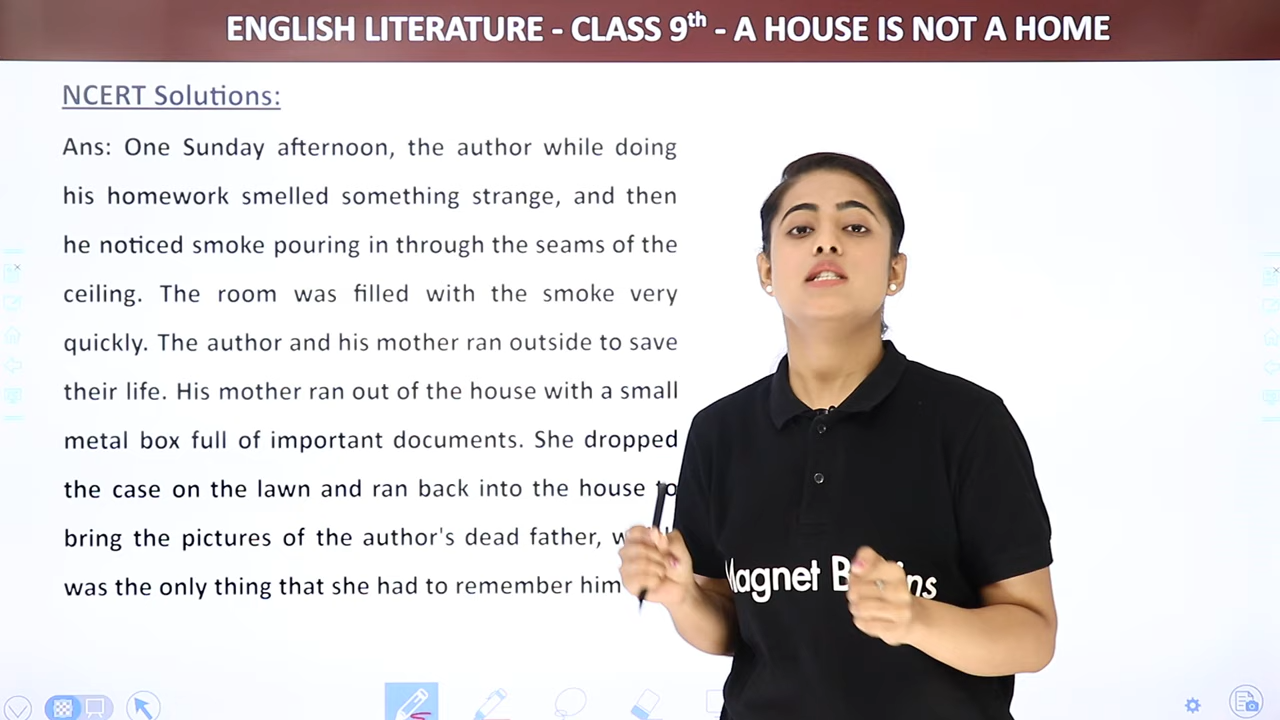 ENGLISH LITERATURE - CLASS 9th - A HOUSE IS NOT A HOME
NCERT Solutions:
Ans: One Sunday afternoon, the author while doing
his homework smelled something strange, and then
he noticed smoke pouring in through the seams of the
ceiling. The room was filled with the smoke very
quickly. The author and his mother ran outside to save
their life. His mother ran out of the house with a small
metal box full of important documents. She dropped
the case on the lawn and ran back into the house to
bring the pictures of the author's dead father,
was the only thing that she had to remember him
Magnet